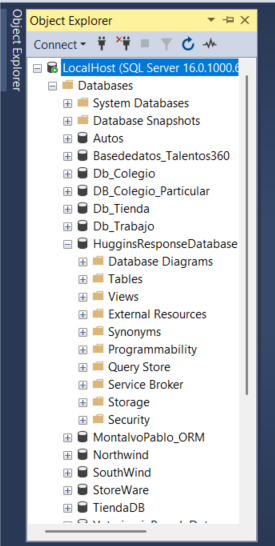 Object Explorer
Object Explorer
Connect
LocalHost (SQL Server 16.0.1000.6
Databases
System Databases
Database Snapshots
Autos
Basededatos_Talentos360
Db_Colegio
DB_Colegio_Particular
Db_Tienda
Db_Trabajo
HugginsResponseDatabase
Database Diagrams
Tables
Views
External Resources
Synonyms
Programmability
Query Store
Service Broker
Storage
Security
MontalvoPablo_ORM
Northwind
SouthWind
StoreWare
TiendaDB